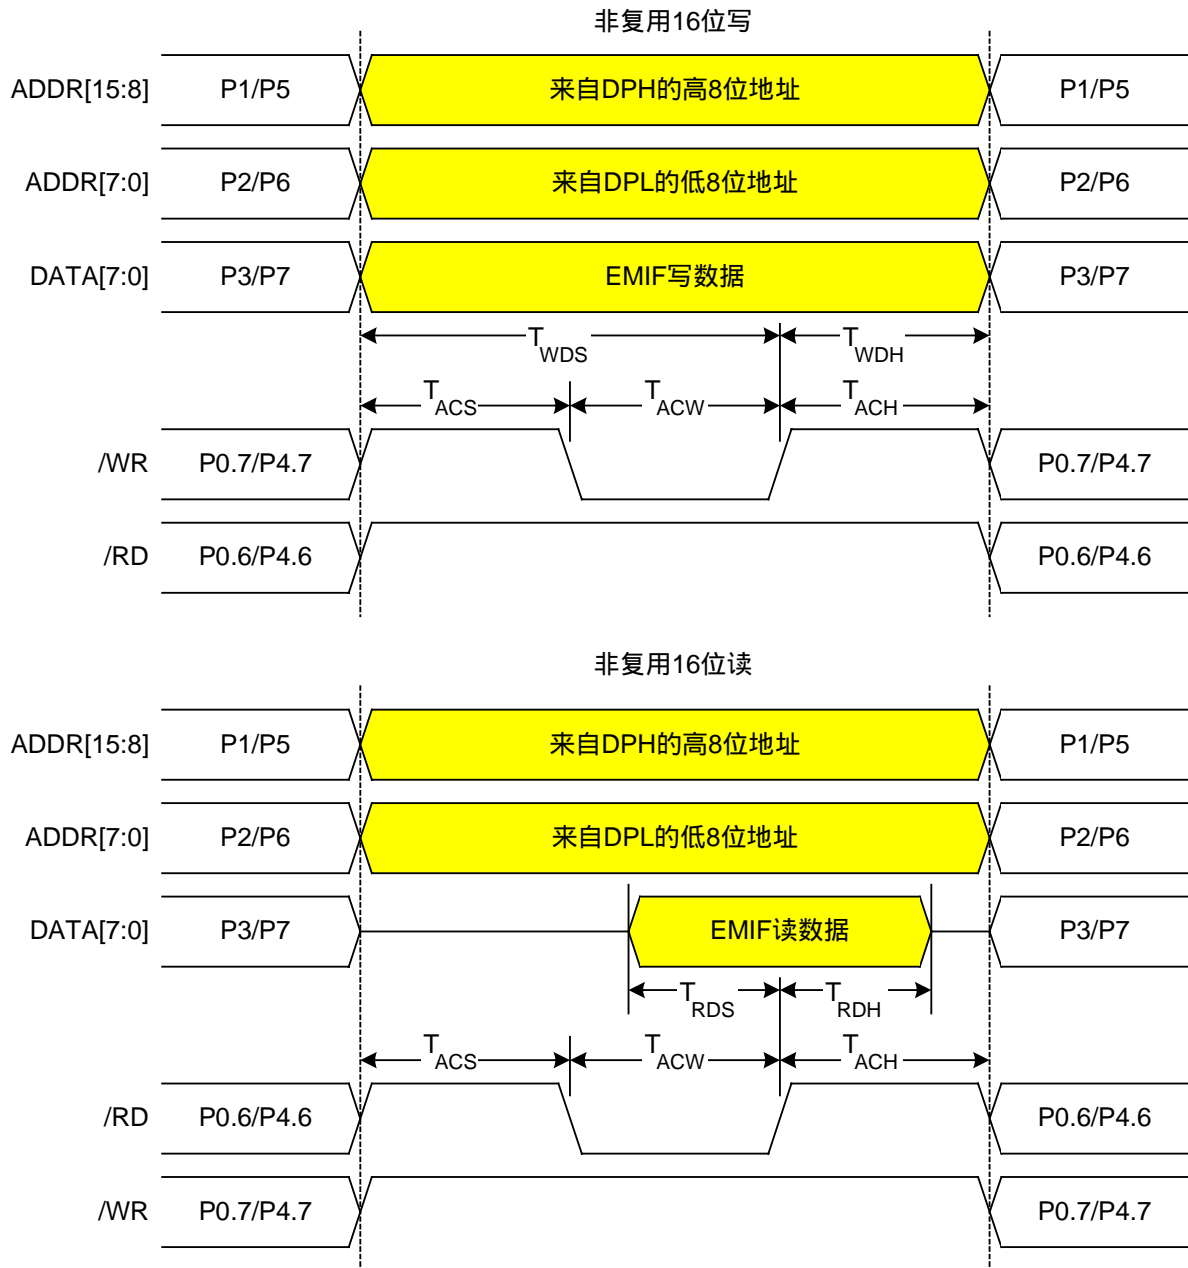 非复用16位写
ADDR[15:8] P1/P5 来自DPH的高8位地址 P1/P5
ADDR[7:0] P2/P6 来自DPL的低8位地址 P2/P6
DATA[7:0] P3/P7 EMIF写数据 P3/P7
TWDS TWDH
TACS TACW TACH
/WR P0.7/P4.7 P0.7/P4.7
/RD P0.6/P4.6 P0.6/P4.6
非复用16位读
ADDR[15:8] P1/P5 来自DPH的高8位地址 P1/P5
ADDR[7:0] P2/P6 来自DPL的低8位地址 P2/P6
DATA[7:0] P3/P7 EMIF读数据 P3/P7
TRDS TRDH
TACS TACW TACH
/RD P0.6/P4.6 P0.6/P4.6
/WR P0.7/P4.7 P0.7/P4.7